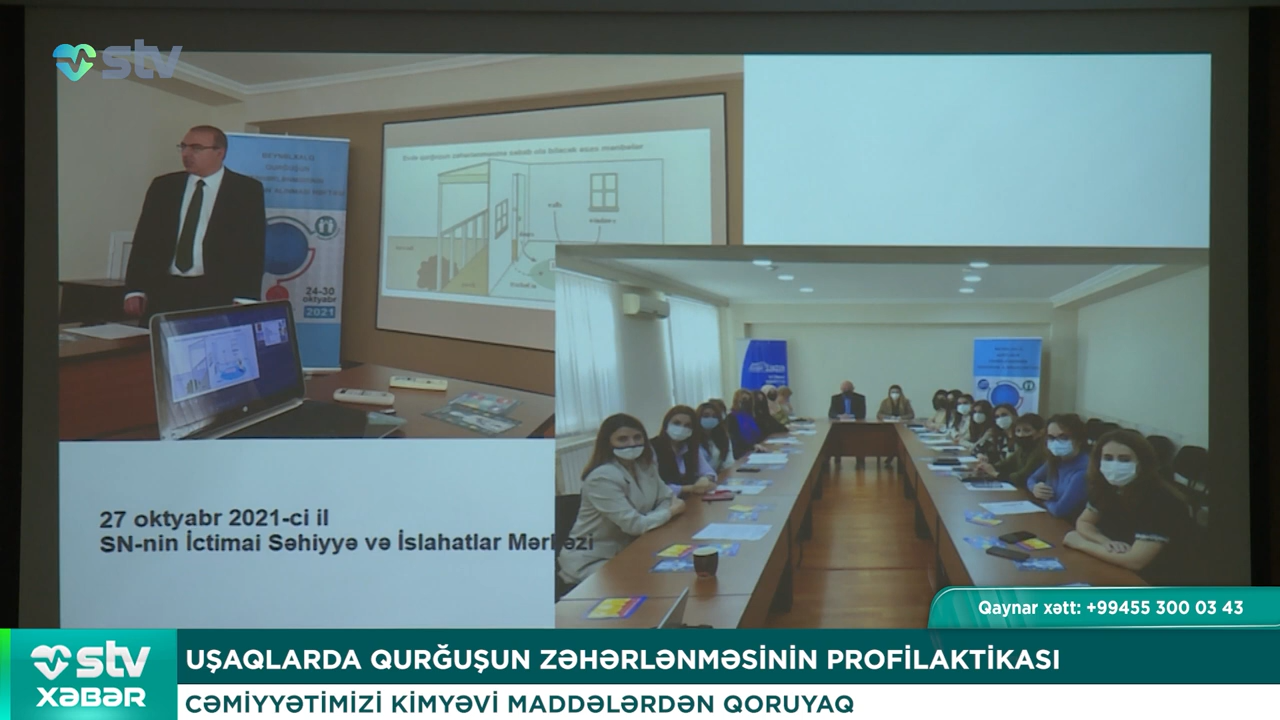 stv
BEYNƏLXALQ
QURĞUŞUN
24-30
oktyabr
2021
27 oktyabr 2021-ci il
SN-nin İctimai Səhiyyə və İslahatlar Mərkəzi
Qaynar xətt: +99455 300 03 43
stv
XəBəR
UŞAQLARDA QURĞUŞUN ZƏHƏRLƏNMƏSİNİN PROFİLAKTİKASI
CƏMİYYƏTİMİZİ KİMYƏVİ MADDƏLƏRDƏN QORUYAQ